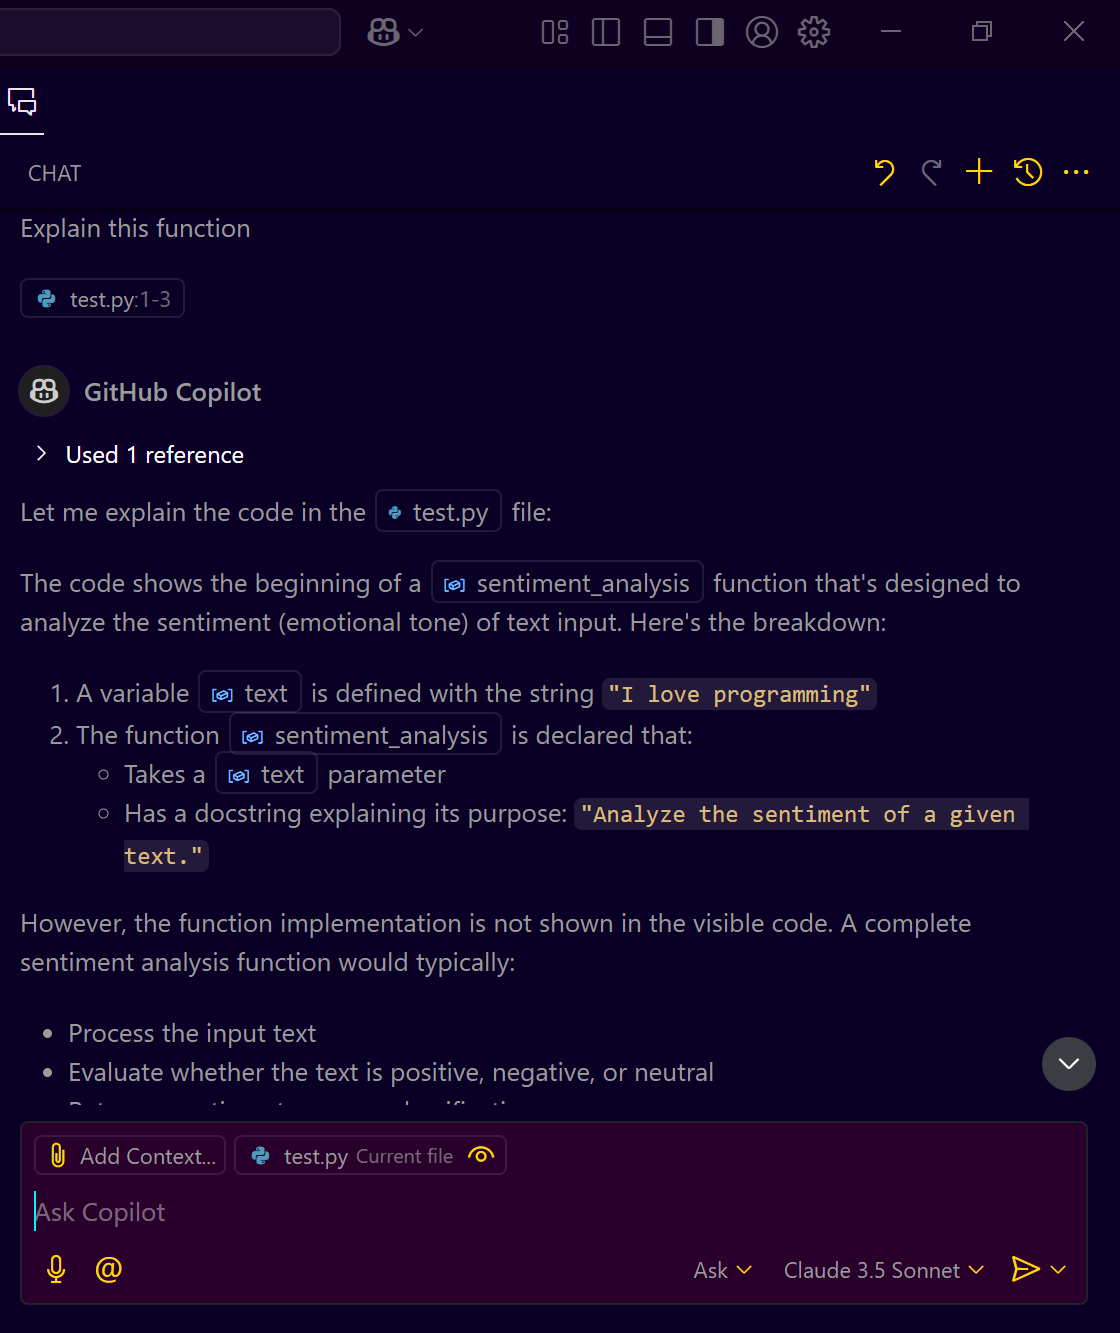 CHAT
Explain this function
test.py:1-3
GitHub Copilot
Used 1 reference
Let me explain the code in the test.py file:
The code shows the beginning of a sentiment_analysis function that's designed to
analyze the sentiment (emotional tone) of text input. Here's the breakdown:
1. A variable text is defined with the string "I love programming"
2. The function sentiment_analysis is declared that:
Takes a text parameter
Has a docstring explaining its purpose: "Analyze the sentiment of a given
text."
However, the function implementation is not shown in the visible code. A complete
sentiment analysis function would typically:
Process the input text
Evaluate whether the text is positive, negative, or neutral
Add Context... test.py Current file
Ask Copilot
@ Ask Claude 3.5 Sonnet